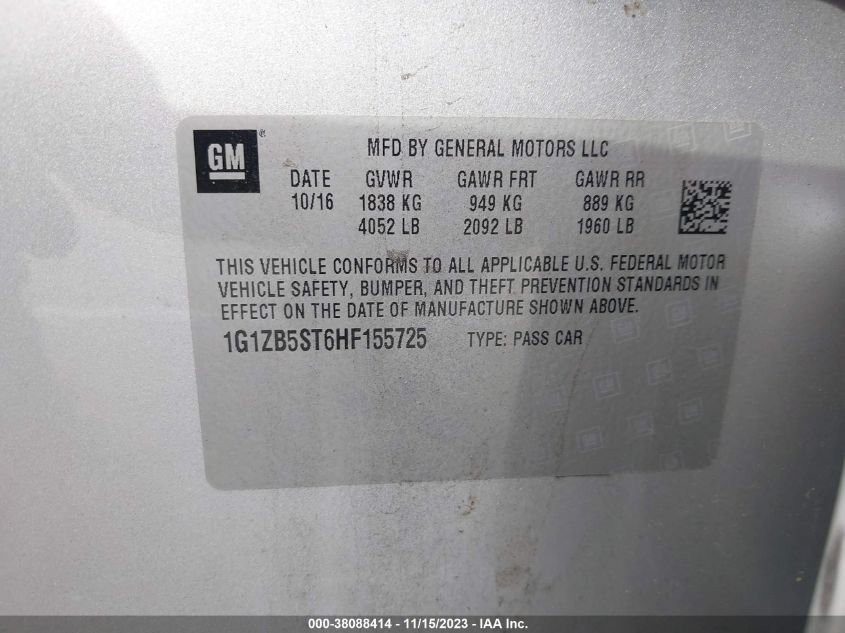 GM ®
MFD BY GENERAL MOTORS LLC
DATE GVWR GAWR FRT GAWR RR
10/16 1838 KG 949 KG 889 KG
4052 LB 2092 LB 1960 LB
THIS VEHICLE CONFORMS TO ALL APPLICABLE U.S. FEDERAL MOTOR
VEHICLE SAFETY, BUMPER, AND THEFT PREVENTION STANDARDS IN
EFFECT ON THE DATE OF MANUFACTURE SHOWN ABOVE.
1G1ZB5ST6HF155725 TYPE: PASS CAR
000-38088414 - 11/15/2023 - IAA Inc.